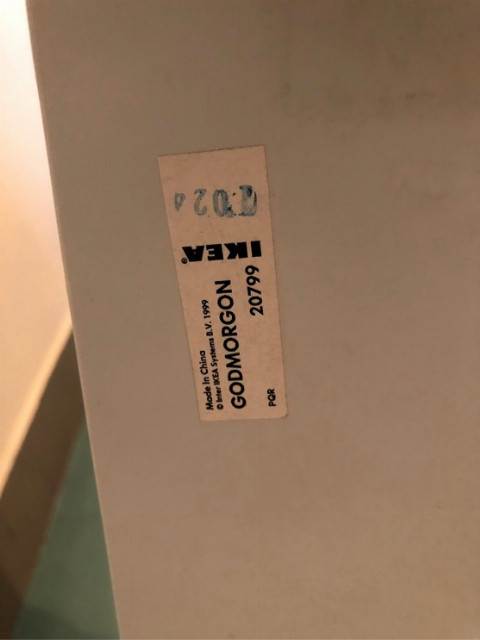 IKEA®
Made in China
© Inter IKEA Systems B.V. 1999
GODMORGON
20799
PQR